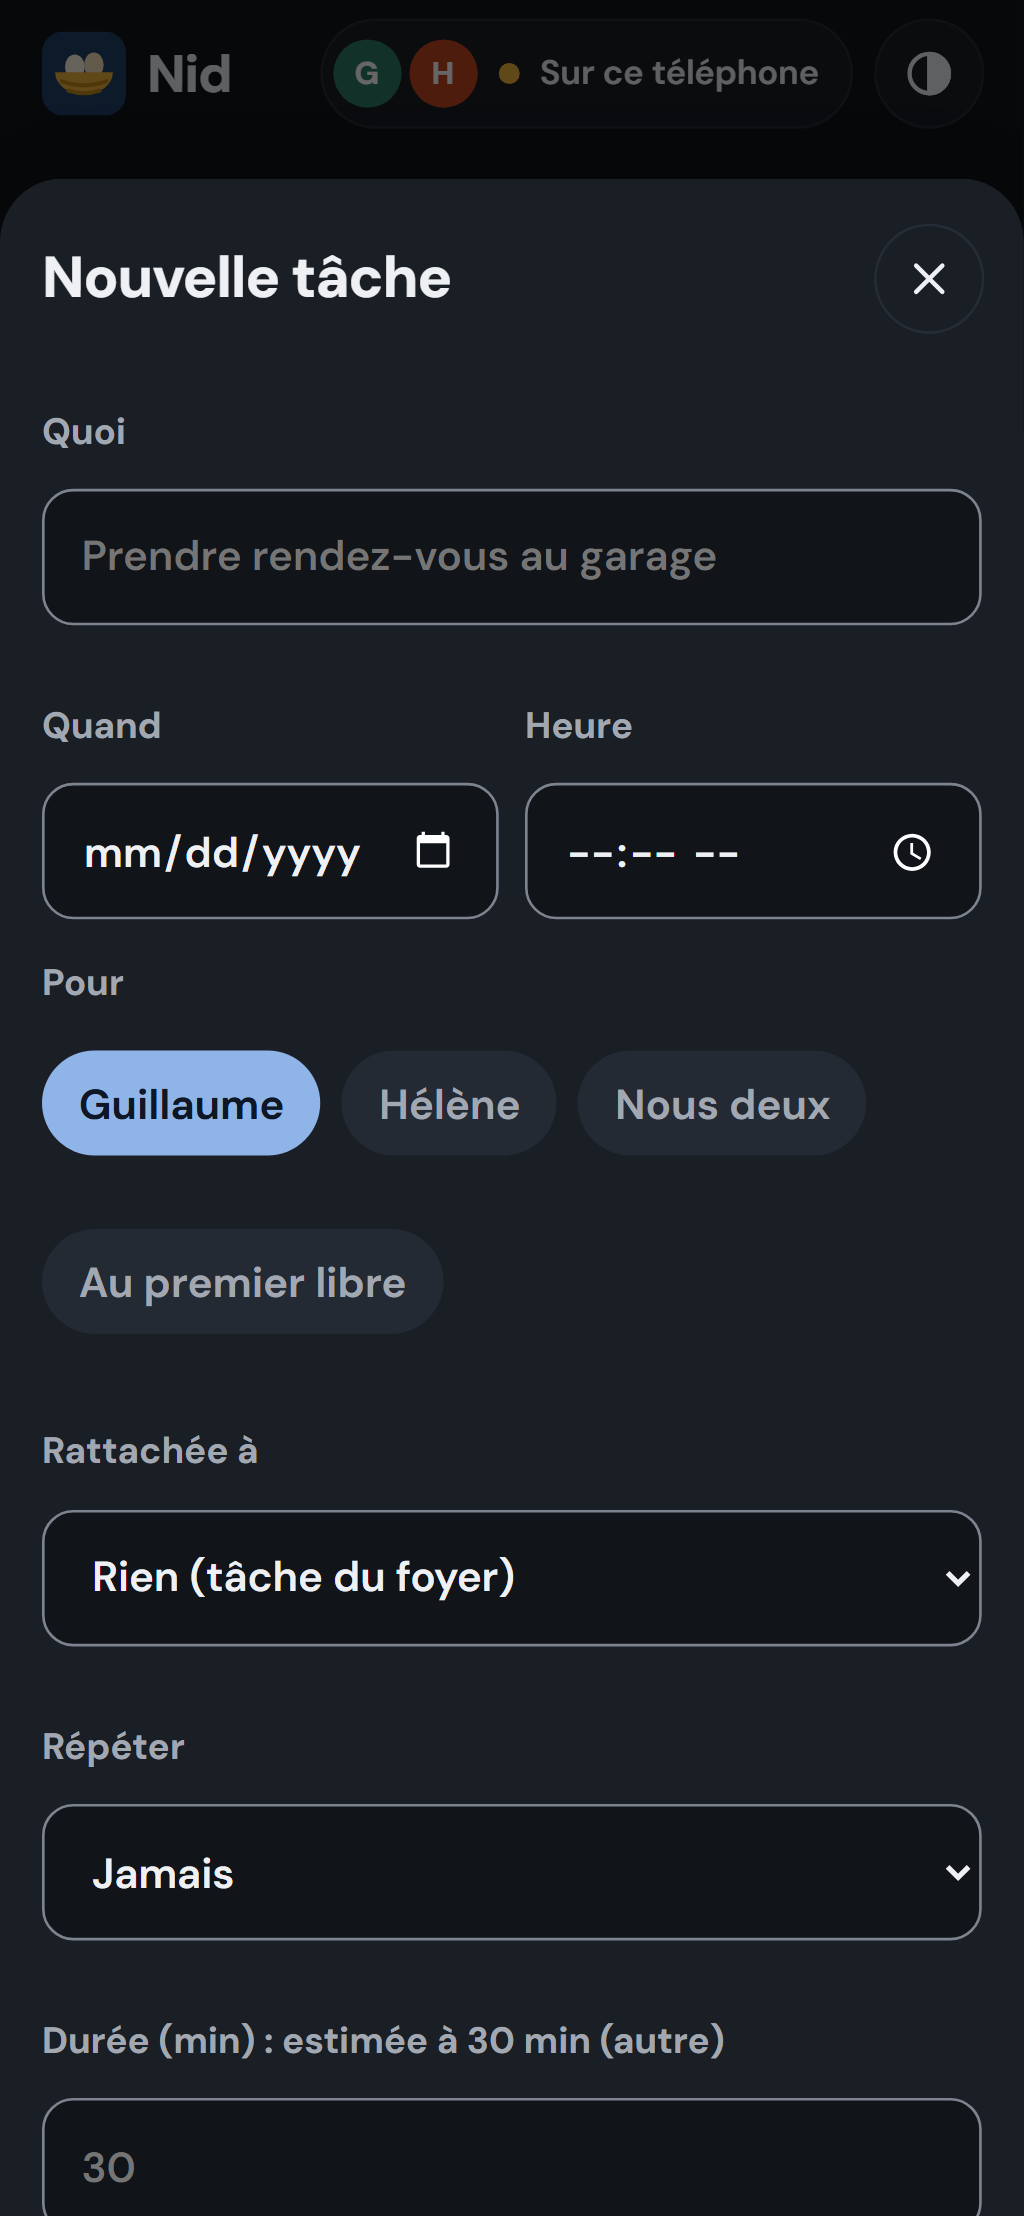 Nid
G H Sur ce téléphone
Nouvelle tâche
Quoi
Prendre rendez-vous au garage
Quand Heure
mm/dd/yyyy --:-- --
Pour
Guillaume Hélène Nous deux
Au premier libre
Rattachée à
Rien (tâche du foyer)
Répéter
Jamais
Durée (min) : estimée à 30 min (autre)
30